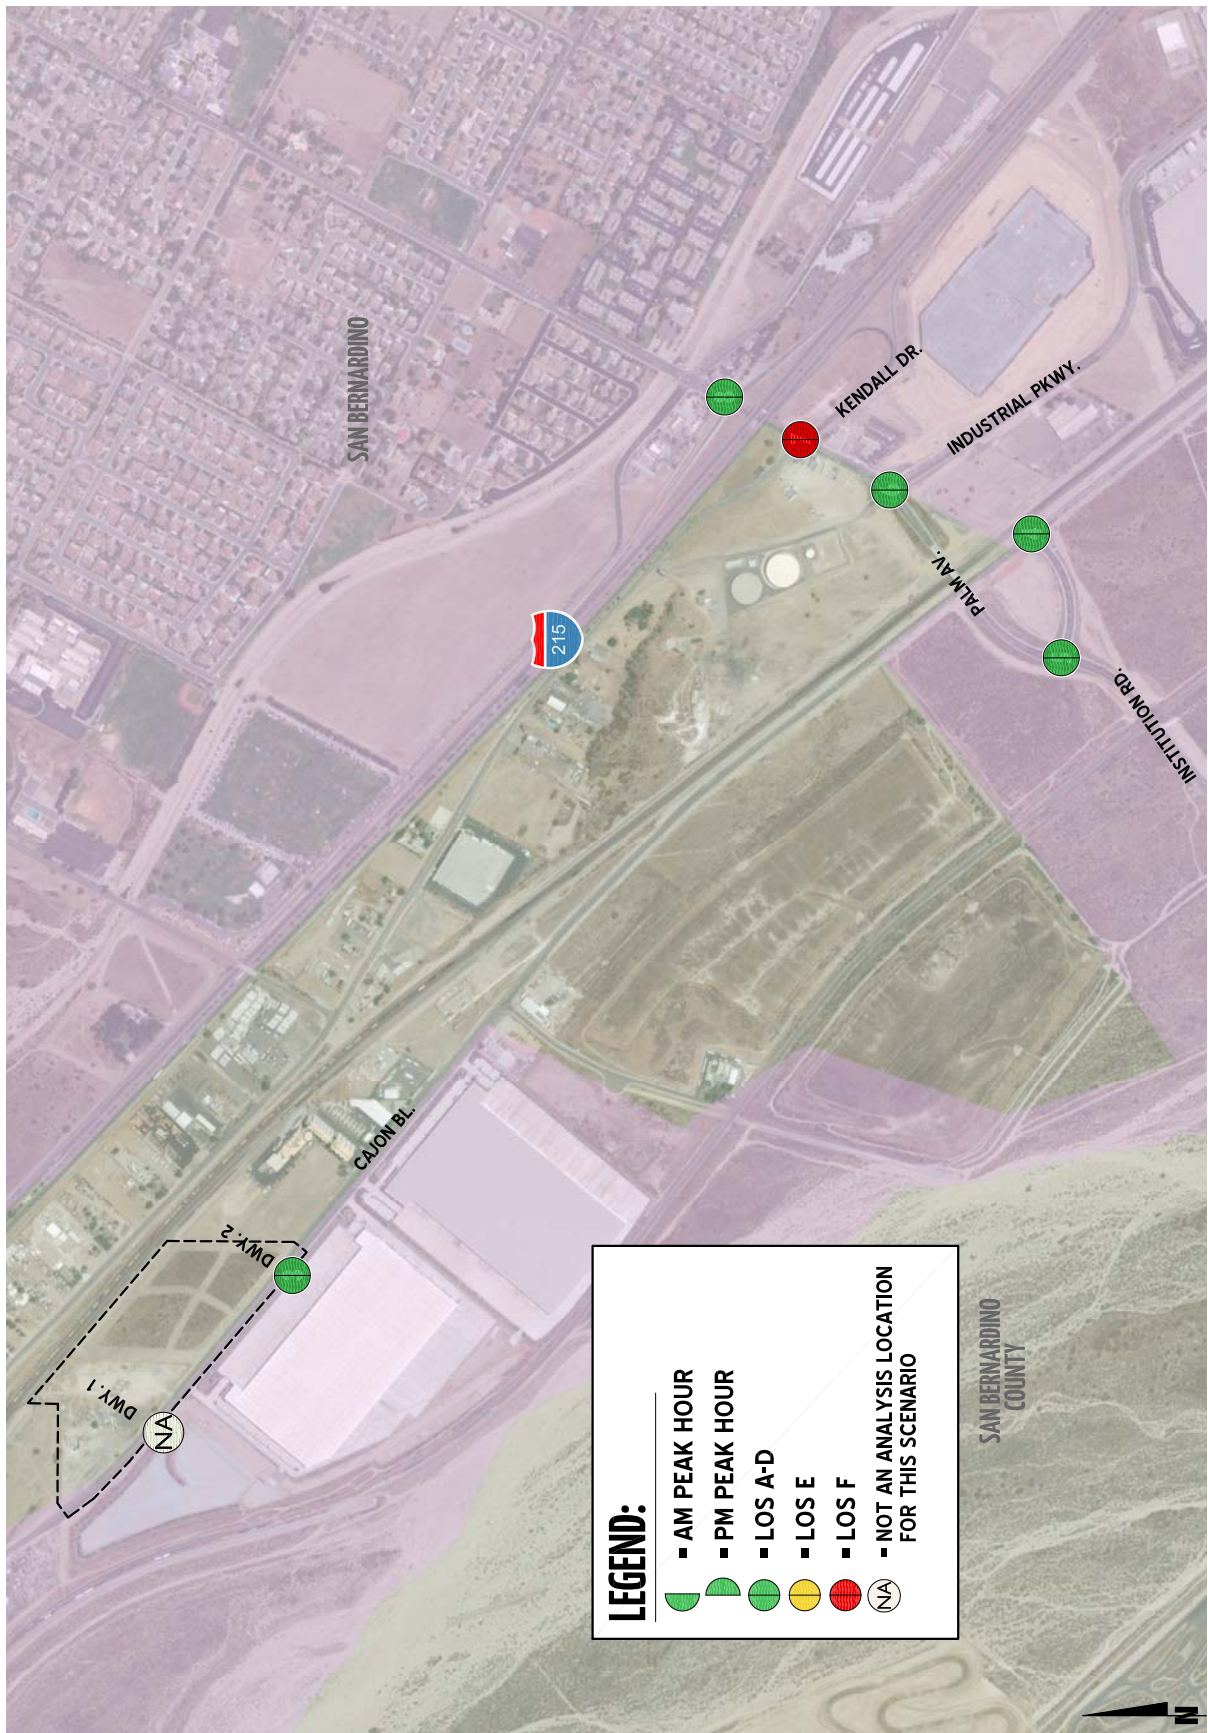 SAN BERNARDINO
215
KENDALL DR.
INDUSTRIAL PKWY.
PALM AV.
INSTITUTION RD.
CAJON BL.
DWY. 2
DWY. 1
NA
SAN BERNARDINO
COUNTY
LEGEND:
- AM PEAK HOUR
- PM PEAK HOUR
- LOS A-D
- LOS E
- LOS F
NA - NOT AN ANALYSIS LOCATION
FOR THIS SCENARIO
N